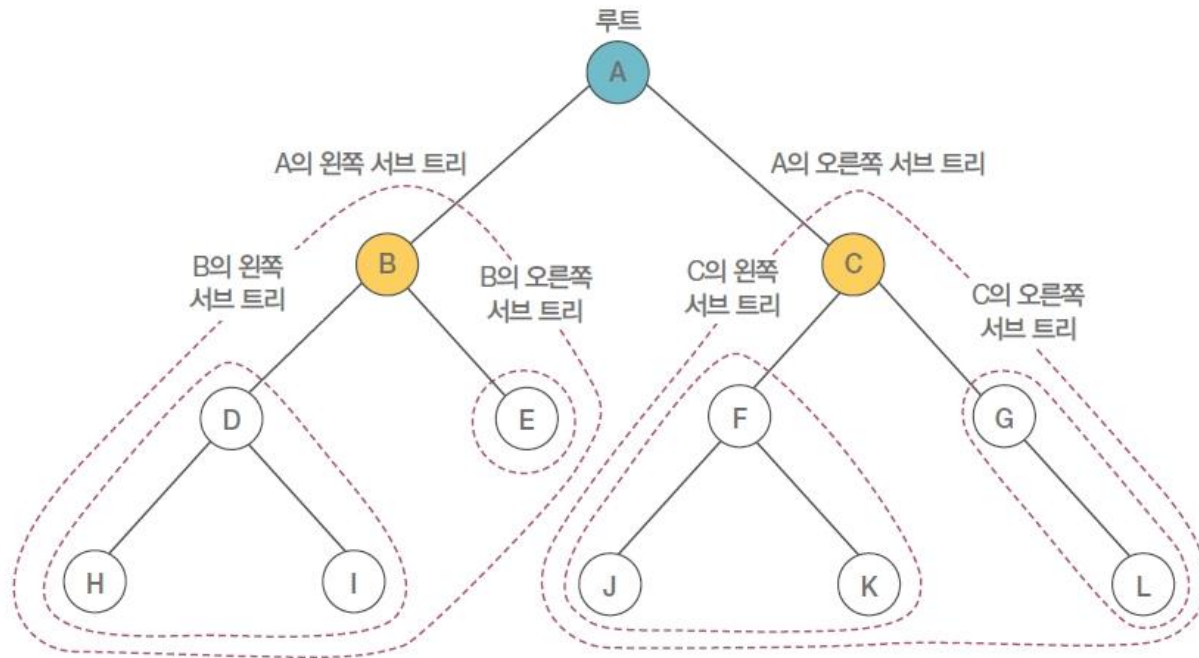 루트
A
A의 왼쪽 서브 트리
A의 오른쪽 서브 트리
B의 왼쪽
서브 트리
B
B의 오른쪽
서브 트리
C의 왼쪽
서브 트리
C
C의 오른쪽
서브 트리
D
E
F
G
H
I
J
K
L